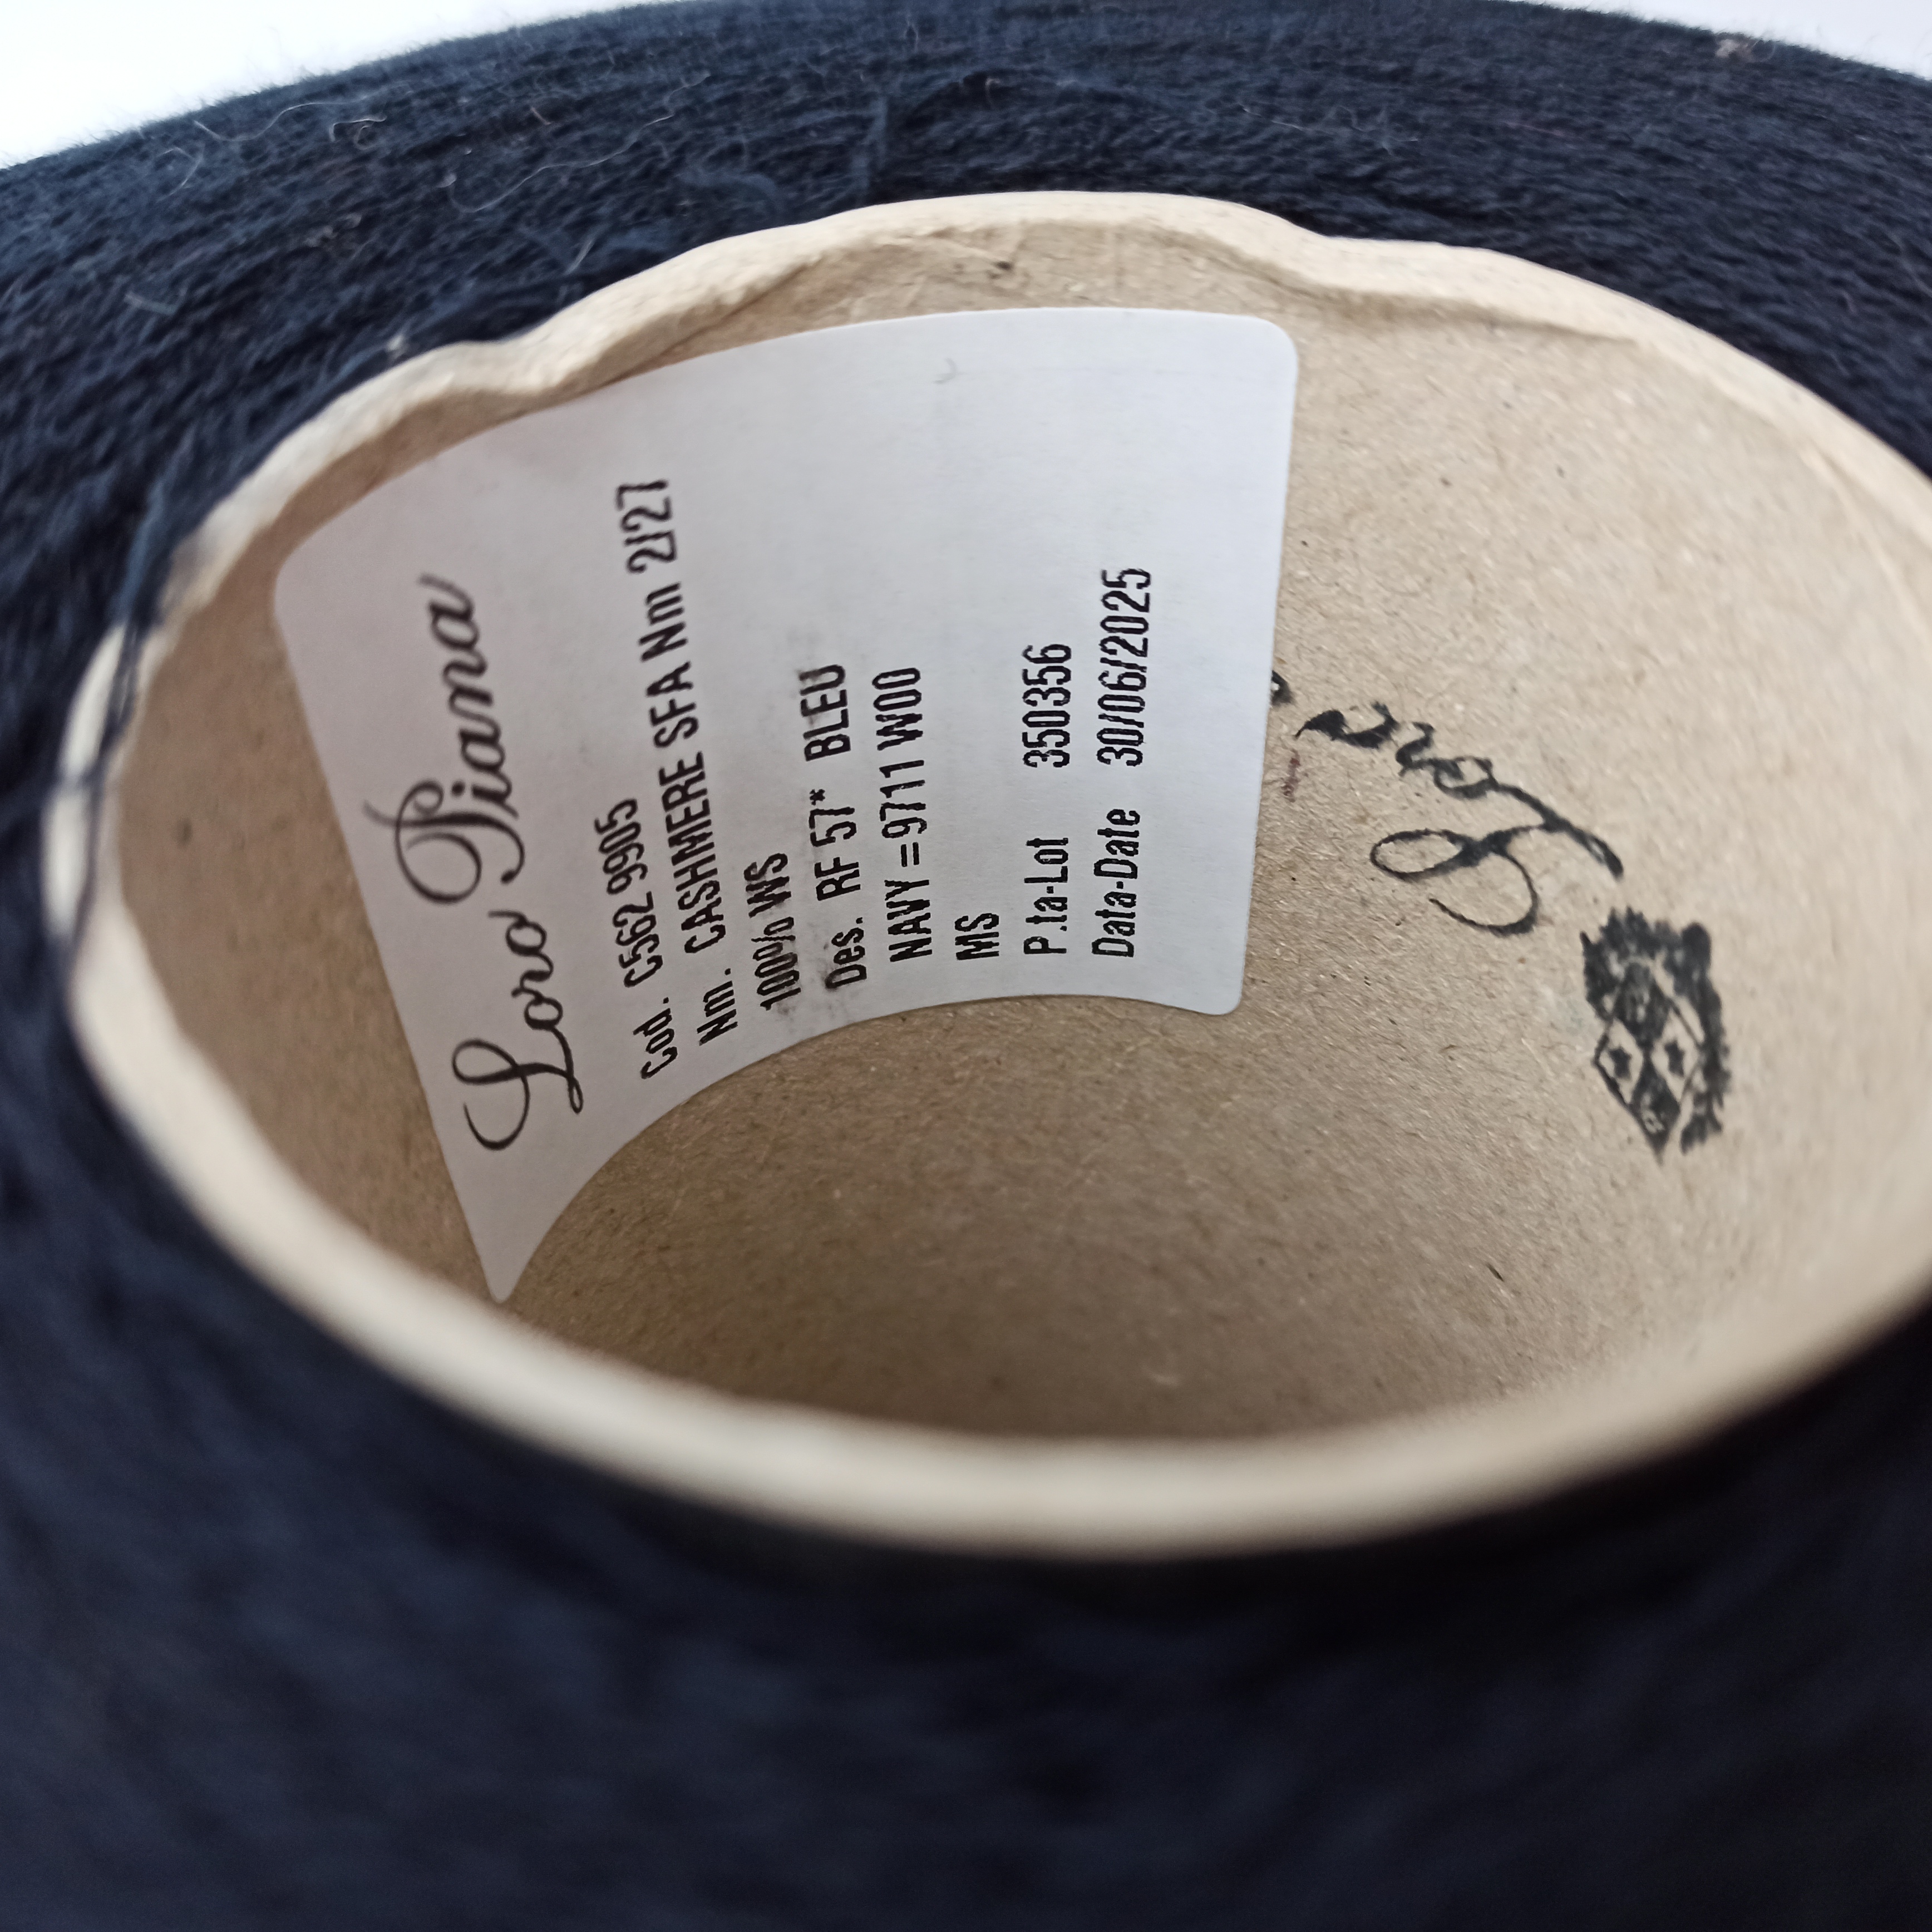 Loro Piana
Cod. C562 9905
Nm. CASHMERE SFA Nm 2/27
100% WS
Des. RF 57* BLEU
NAVY = 9711 W00
MS
P.ta-Lot 350356
Data-Date 30/06/2025
Loro